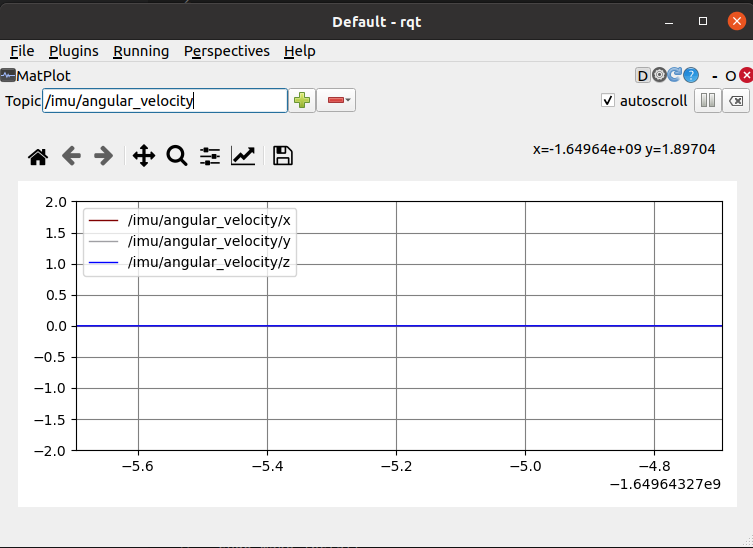 Default - rqt
File Plugins Running Perspectives Help
MatPlot D - O
Topic /imu/angular_velocity autoscroll
x=-1.64964e+09 y=1.89704
2.0
1.5
1.0
0.5
0.0
−0.5
−1.0
−1.5
−2.0
/imu/angular_velocity/x
/imu/angular_velocity/y
/imu/angular_velocity/z
−5.6 −5.4 −5.2 −5.0 −4.8
−1.64964327e9